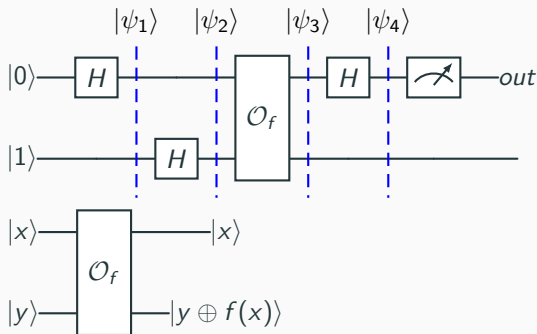 |ψ₁⟩ |ψ₂⟩ |ψ₃⟩ |ψ₄⟩
|0⟩ H 𝒪_f H out
|1⟩ H
|x⟩ 𝒪_f |x⟩
|y⟩ |y ⊕ f(x)⟩